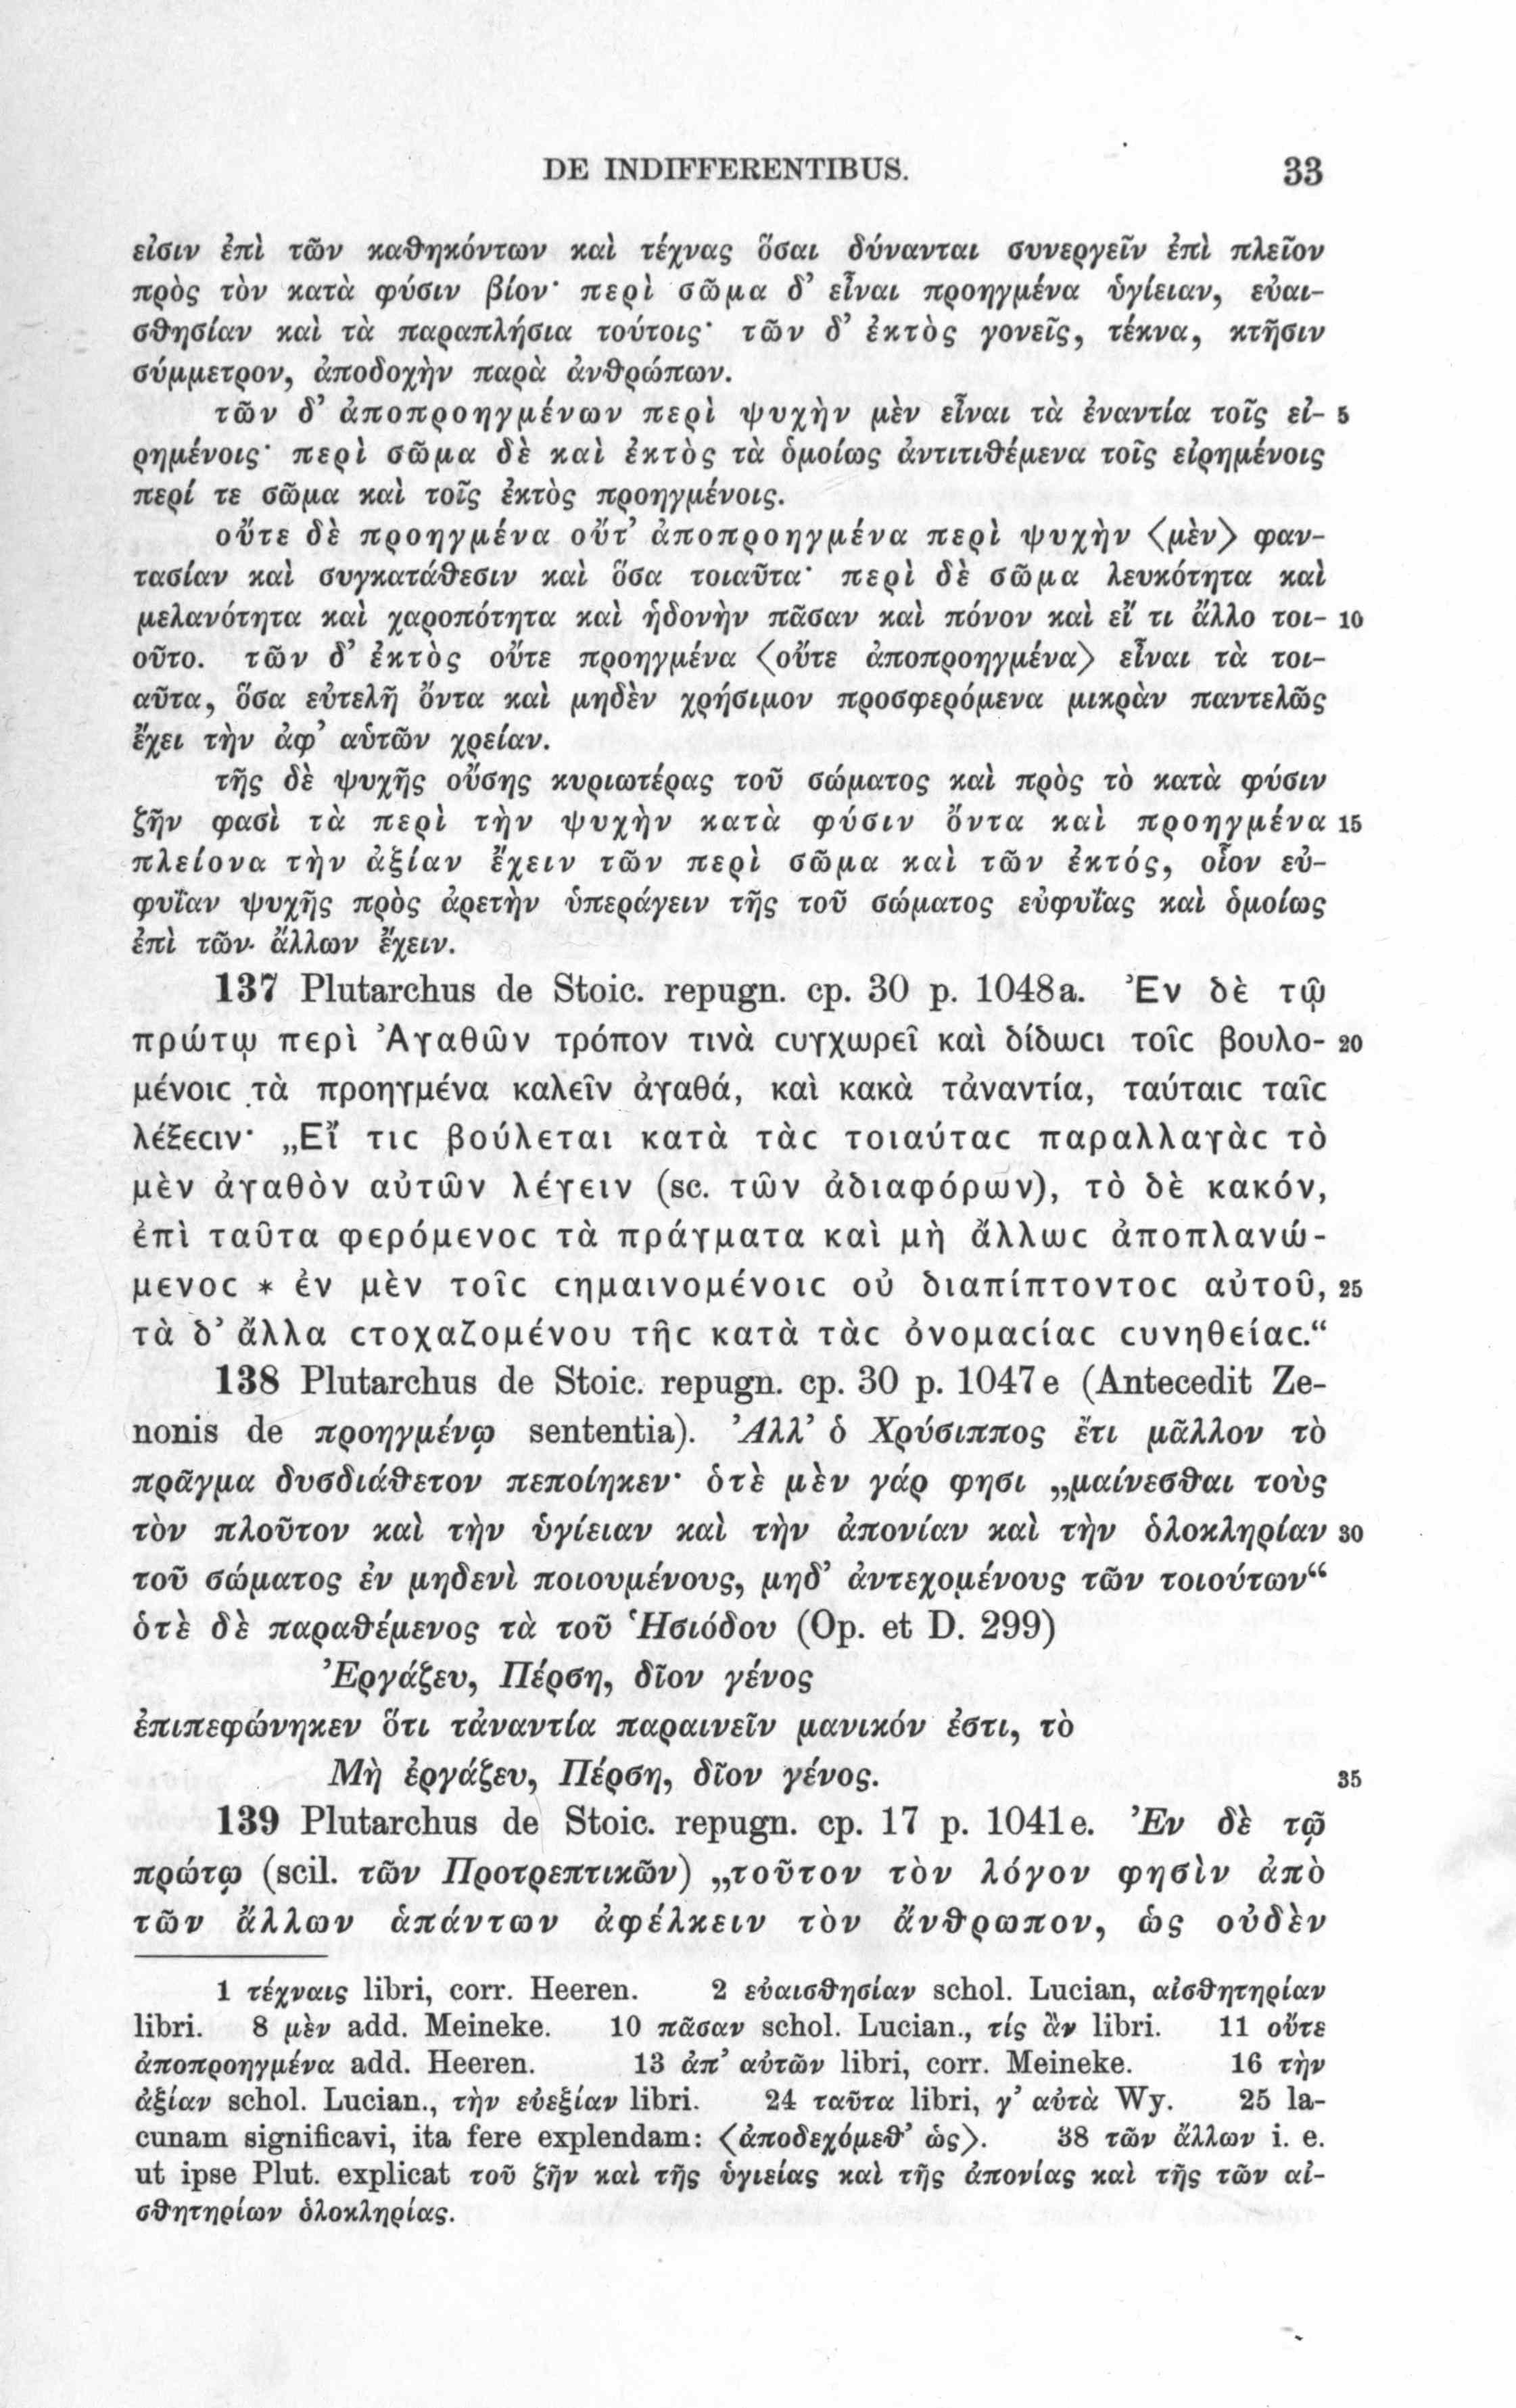 DE INDIFFERENTIBUS. 33
εἰσιν ἐπὶ τῶν καθηκόντων καὶ τέχνας ὅσαι δύνανται συνεργεῖν ἐπὶ πλεῖον
πρὸς τὸν κατὰ φύσιν βίον· περὶ σῶμα δ’ εἶναι προηγμένα ὑγίειαν, εὐαι-
σθησίαν καὶ τὰ παραπλήσια τούτοις· τῶν δ’ ἐκτὸς γονεῖς, τέκνα, κτῆσιν
σύμμετρον, ἀποδοχὴν παρὰ ἀνθρώπων.
τῶν δ’ ἀποπροηγμένων περὶ ψυχὴν μὲν εἶναι τὰ ἐναντία τοῖς εἰ- 5
ρημένοις· περὶ σῶμα δὲ καὶ ἐκτὸς τὰ ὁμοίως ἀντιτιθέμενα τοῖς εἰρημένοις
περί τε σῶμα καὶ τοῖς ἐκτὸς προηγμένοις.
οὔτε δὲ προηγμένα οὔτ’ ἀποπροηγμένα περὶ ψυχὴν 〈μὲν〉 φαν-
τασίαν καὶ συγκατάθεσιν καὶ ὅσα τοιαῦτα· περὶ δὲ σῶμα λευκότητα καὶ
μελανότητα καὶ χαροπότητα καὶ ἡδονὴν πᾶσαν καὶ πόνον καὶ εἴ τι ἄλλο τοι- 10
οῦτο. τῶν δ’ ἐκτὸς οὔτε προηγμένα 〈οὔτε ἀποπροηγμένα〉 εἶναι τὰ τοι-
αῦτα, ὅσα εὐτελῆ ὄντα καὶ μηδὲν χρήσιμον προσφερόμενα μικρὰν παντελῶς
ἔχει τὴν ἀφ’ αὑτῶν χρείαν.
τῆς δὲ ψυχῆς οὔσης κυριωτέρας τοῦ σώματος καὶ πρὸς τὸ κατὰ φύσιν
ζῆν φασὶ τὰ περὶ τὴν ψυχὴν κατὰ φύσιν ὄντα καὶ προηγμένα 15
πλείονα τὴν ἀξίαν ἔχειν τῶν περὶ σῶμα καὶ τῶν ἐκτός, οἷον εὐ-
φυΐαν ψυχῆς πρὸς ἀρετὴν ὑπεράγειν τῆς τοῦ σώματος εὐφυΐας καὶ ὁμοίως
ἐπὶ τῶν ἄλλων ἔχειν.
137 Plutarchus de Stoic. repugn. cp. 30 p. 1048a. Ἐν δὲ τῷ
πρώτῳ περὶ Ἀγαθῶν τρόπον τινὰ συγχωρεῖ καὶ δίδωσι τοῖς βουλο- 20
μένοις τὰ προηγμένα καλεῖν ἀγαθά, καὶ κακὰ τἀναντία, ταύταις ταῖς
λέξεσιν· „Εἴ τις βούλεται κατὰ τὰς τοιαύτας παραλλαγὰς τὸ
μὲν ἀγαθὸν αὐτῶν λέγειν (sc. τῶν ἀδιαφόρων), τὸ δὲ κακόν,
ἐπὶ ταῦτα φερόμενος τὰ πράγματα καὶ μὴ ἄλλως ἀποπλανώ-
μενος * ἐν μὲν τοῖς σημαινομένοις οὐ διαπίπτοντος αὐτοῦ, 25
τὰ δ’ ἄλλα στοχαζομένου τῆς κατὰ τὰς ὀνομασίας συνηθείας.“
138 Plutarchus de Stoic. repugn. cp. 30 p. 1047e (Antecedit Ze-
nonis de προηγμένῳ sententia). Ἀλλ’ ὁ Χρύσιππος ἔτι μᾶλλον τὸ
πρᾶγμα δυσδιάθετον πεποίηκεν· ὁτὲ μὲν γάρ φησι „μαίνεσθαι τοὺς
τὸν πλοῦτον καὶ τὴν ὑγίειαν καὶ τὴν ἀπονίαν καὶ τὴν ὁλοκληρίαν 30
τοῦ σώματος ἐν μηδενὶ ποιουμένους, μηδ’ ἀντεχομένους τῶν τοιούτων“
ὁτὲ δὲ παραθέμενος τὰ τοῦ Ἡσιόδου (Op. et D. 299)
Ἐργάζευ, Πέρση, δῖον γένος
ἐπιπεφώνηκεν ὅτι τἀναντία παραινεῖν μανικόν ἐστι, τὸ
Μὴ ἐργάζευ, Πέρση, δῖον γένος. 35
139 Plutarchus de Stoic. repugn. cp. 17 p. 1041e. Ἐν δὲ τῷ
πρώτῳ (scil. τῶν Προτρεπτικῶν) „τοῦτον τὸν λόγον φησὶν ἀπὸ
τῶν ἄλλων ἁπάντων ἀφέλκειν τὸν ἄνθρωπον, ὡς οὐδὲν
1 τέχναις libri, corr. Heeren. 2 εὐαισθησίαν schol. Lucian, αἰσθητηρίαν
libri. 8 μὲν add. Meineke. 10 πᾶσαν schol. Lucian., τίς ἂν libri. 11 οὔτε
ἀποπροηγμένα add. Heeren. 13 ἀπ’ αὐτῶν libri, corr. Meineke. 16 τὴν
ἀξίαν schol. Lucian., τὴν εὐεξίαν libri. 24 ταῦτα libri, γ’ αὐτὰ Wy. 25 la-
cunam significavi, ita fere explendam: 〈ἀποδεχόμεθ’ ὡς〉. 38 τῶν ἄλλων i. e.
ut ipse Plut. explicat τοῦ ζῆν καὶ τῆς ὑγιείας καὶ τῆς ἀπονίας καὶ τῆς τῶν αἰ-
σθητηρίων ὁλοκληρίας.